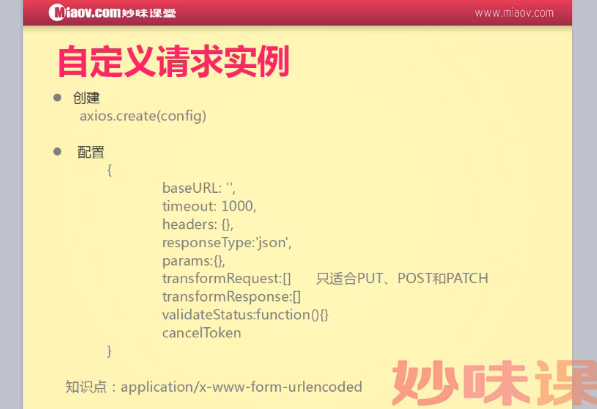 Miaov.com 妙味课堂
www.miaov.com
自定义请求实例
● 创建
axios.create(config)
● 配置
{
baseURL: '',
timeout: 1000,
headers: {},
responseType:'json',
params:{},
transformRequest:[] 只适合PUT、POST和PATCH
transformResponse:[]
validateStatus:function(){}
cancelToken
}
知识点：application/x-www-form-urlencoded
妙味课